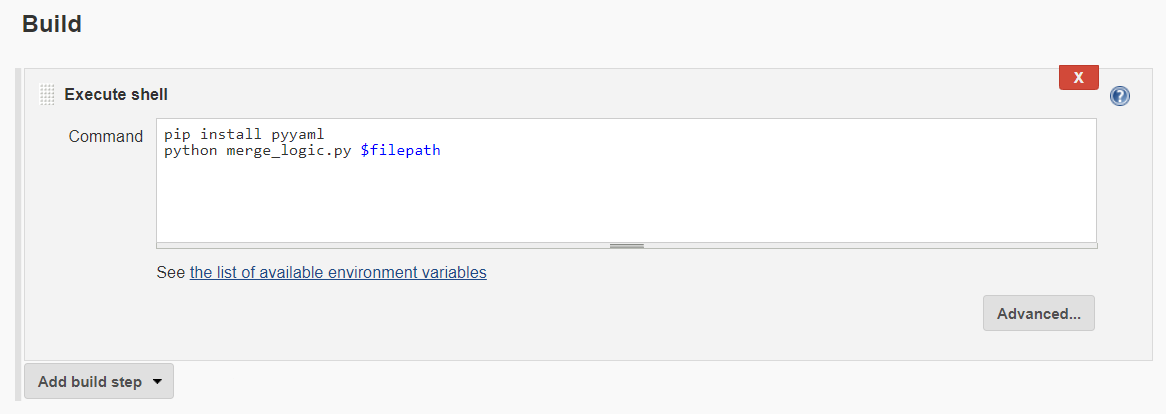 Build
X
Execute shell
?
Command
pip install pyyaml
python merge_logic.py $filepath
See the list of available environment variables
Advanced...
Add build step